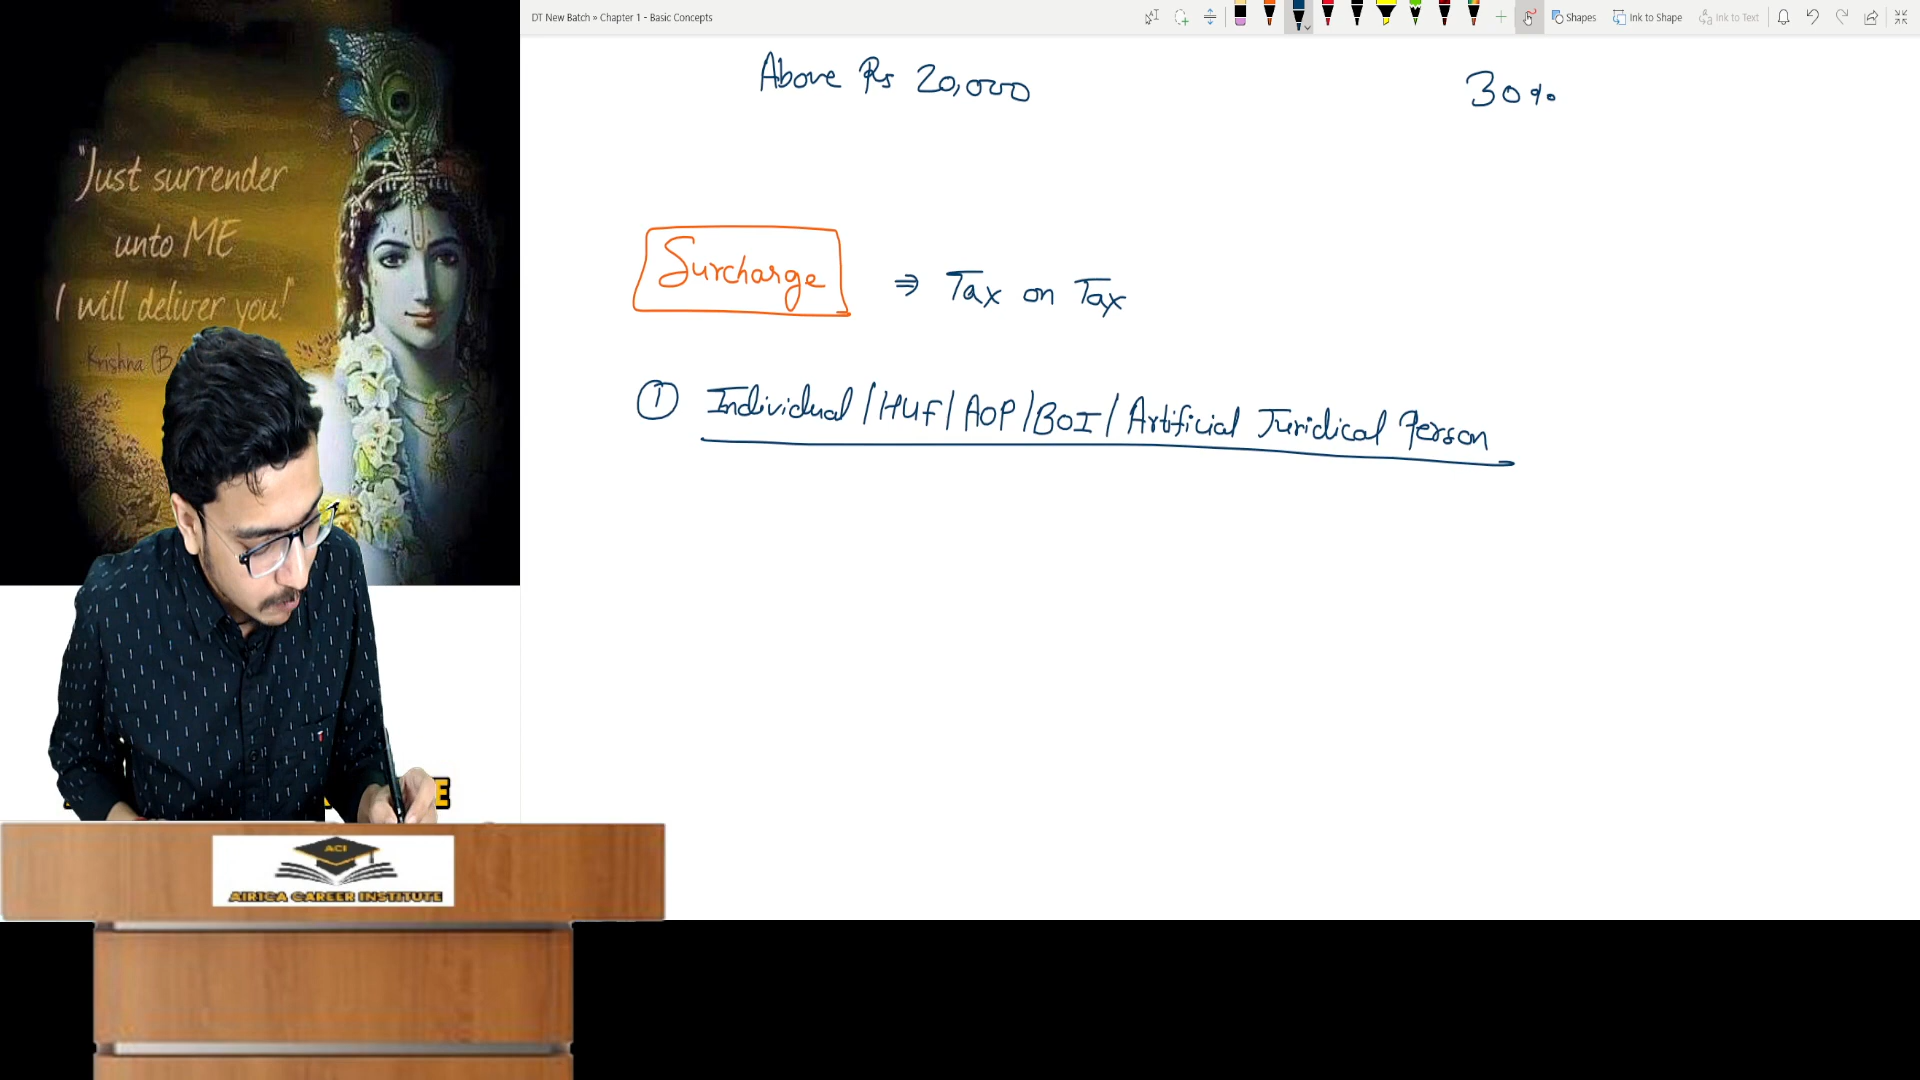 DT New Batch » Chapter 1 - Basic Concepts
Shapes
Ink to Shape
Ink to Text
Above Rs 20,000 30%
"Just surrender
unto ME
I will deliver you!"
- Krishna (B
Surcharge ⇒ Tax on Tax
① Individual / HUF / AOP / BOI / Artificial Juridical Person
E
ACI
AIRICA CAREER INSTITUTE